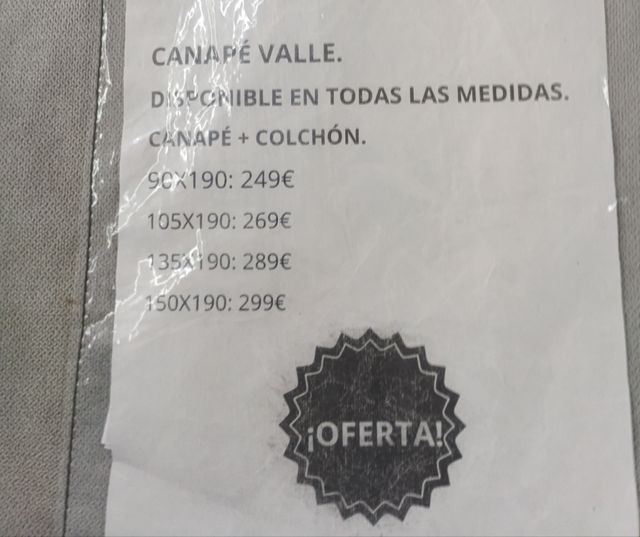 CANAPÉ VALLE.
DISPONIBLE EN TODAS LAS MEDIDAS.
CANAPÉ + COLCHÓN.
90X190: 249€
105X190: 269€
135X190: 289€
150X190: 299€
¡OFERTA!